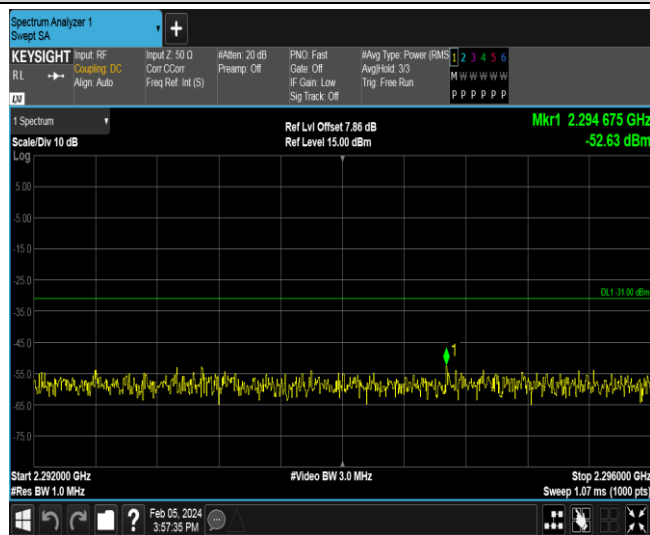 Spectrum Analyzer 1
Swept SA
+
KEYSIGHT
RL
LXI
Input: RF
Coupling: DC
Align: Auto
Input Z: 50 Ω
Corr CCorr
Freq Ref: Int (S)
#Atten: 20 dB
Preamp: Off
PNO: Fast
Gate: Off
IF Gain: Low
Sig Track: Off
#Avg Type: Power (RMS
Avg|Hold: 3/3
Trig: Free Run
1 2 3 4 5 6
M W W W W W
P P P P P P
1 Spectrum
Scale/Div 10 dB
Ref Lvl Offset 7.86 dB
Ref Level 15.00 dBm
Mkr1 2.294 675 GHz
-52.63 dBm
Log
5.00
-5.00
-15.0
-25.0
DL1 -31.00 dBm
-35.0
-45.0
1
-55.0
-65.0
-75.0
Start 2.292000 GHz
#Res BW 1.0 MHz
#Video BW 3.0 MHz
Stop 2.296000 GHz
Sweep 1.07 ms (1000 pts)
?
Feb 05, 2024
3:57:35 PM